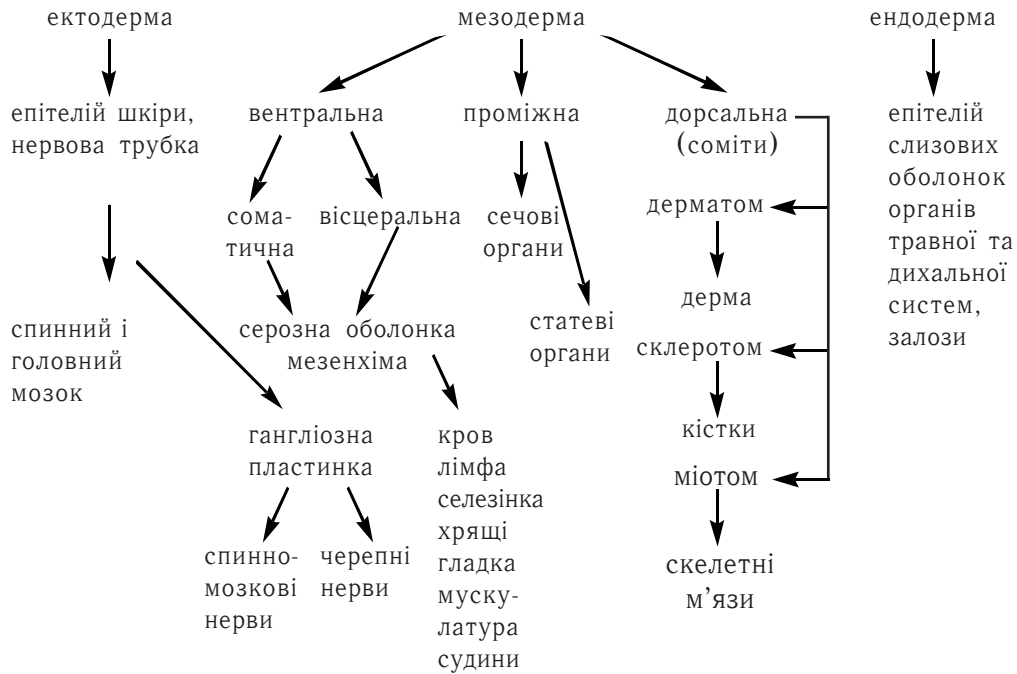 ектодерма
мезодерма
ендодерма
епітелій шкіри,
нервова трубка
вентральна
проміжна
дорсальна
(соміти)
епітелій
слизових
оболонок
органів
травної та
дихальної
систем,
залози
сома-
тична
вісцеральна
сечові
органи
дерматом
дерма
спинний і
головний
мозок
серозна оболонка
мезенхіма
статеві
органи
склеротом
кістки
гангліозна
пластинка
кров
лімфа
селезінка
хрящі
гладка
муску-
латура
судини
міотом
спинно-
мозкові
нерви
черепні
нерви
скелетні
м’язи